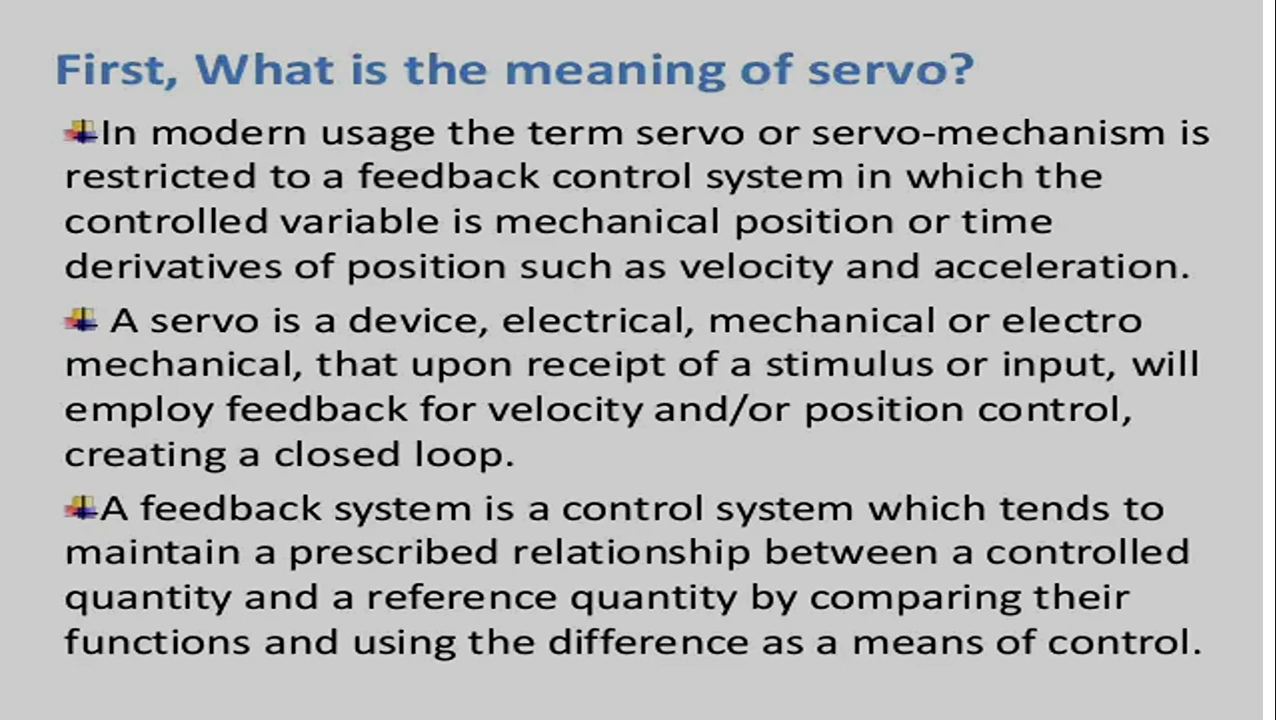 First, What is the meaning of servo?
In modern usage the term servo or servo-mechanism is
restricted to a feedback control system in which the
controlled variable is mechanical position or time
derivatives of position such as velocity and acceleration.
A servo is a device, electrical, mechanical or electro
mechanical, that upon receipt of a stimulus or input, will
employ feedback for velocity and/or position control,
creating a closed loop.
A feedback system is a control system which tends to
maintain a prescribed relationship between a controlled
quantity and a reference quantity by comparing their
functions and using the difference as a means of control.